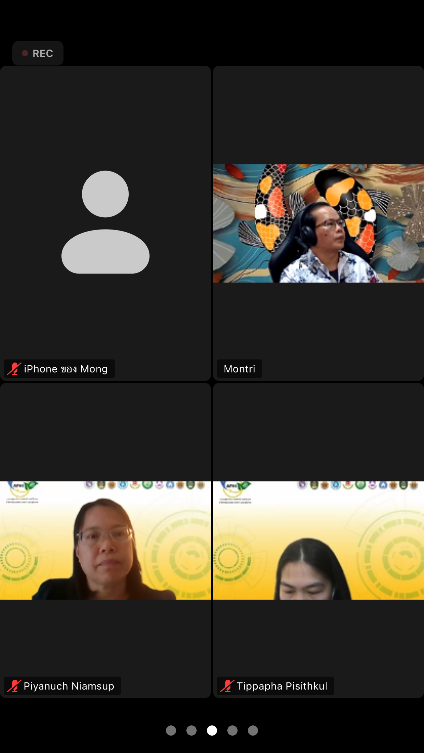 REC
iPhone ของ Mong
Montri
Piyanuch Niamsup
Tippapha Pisithkul